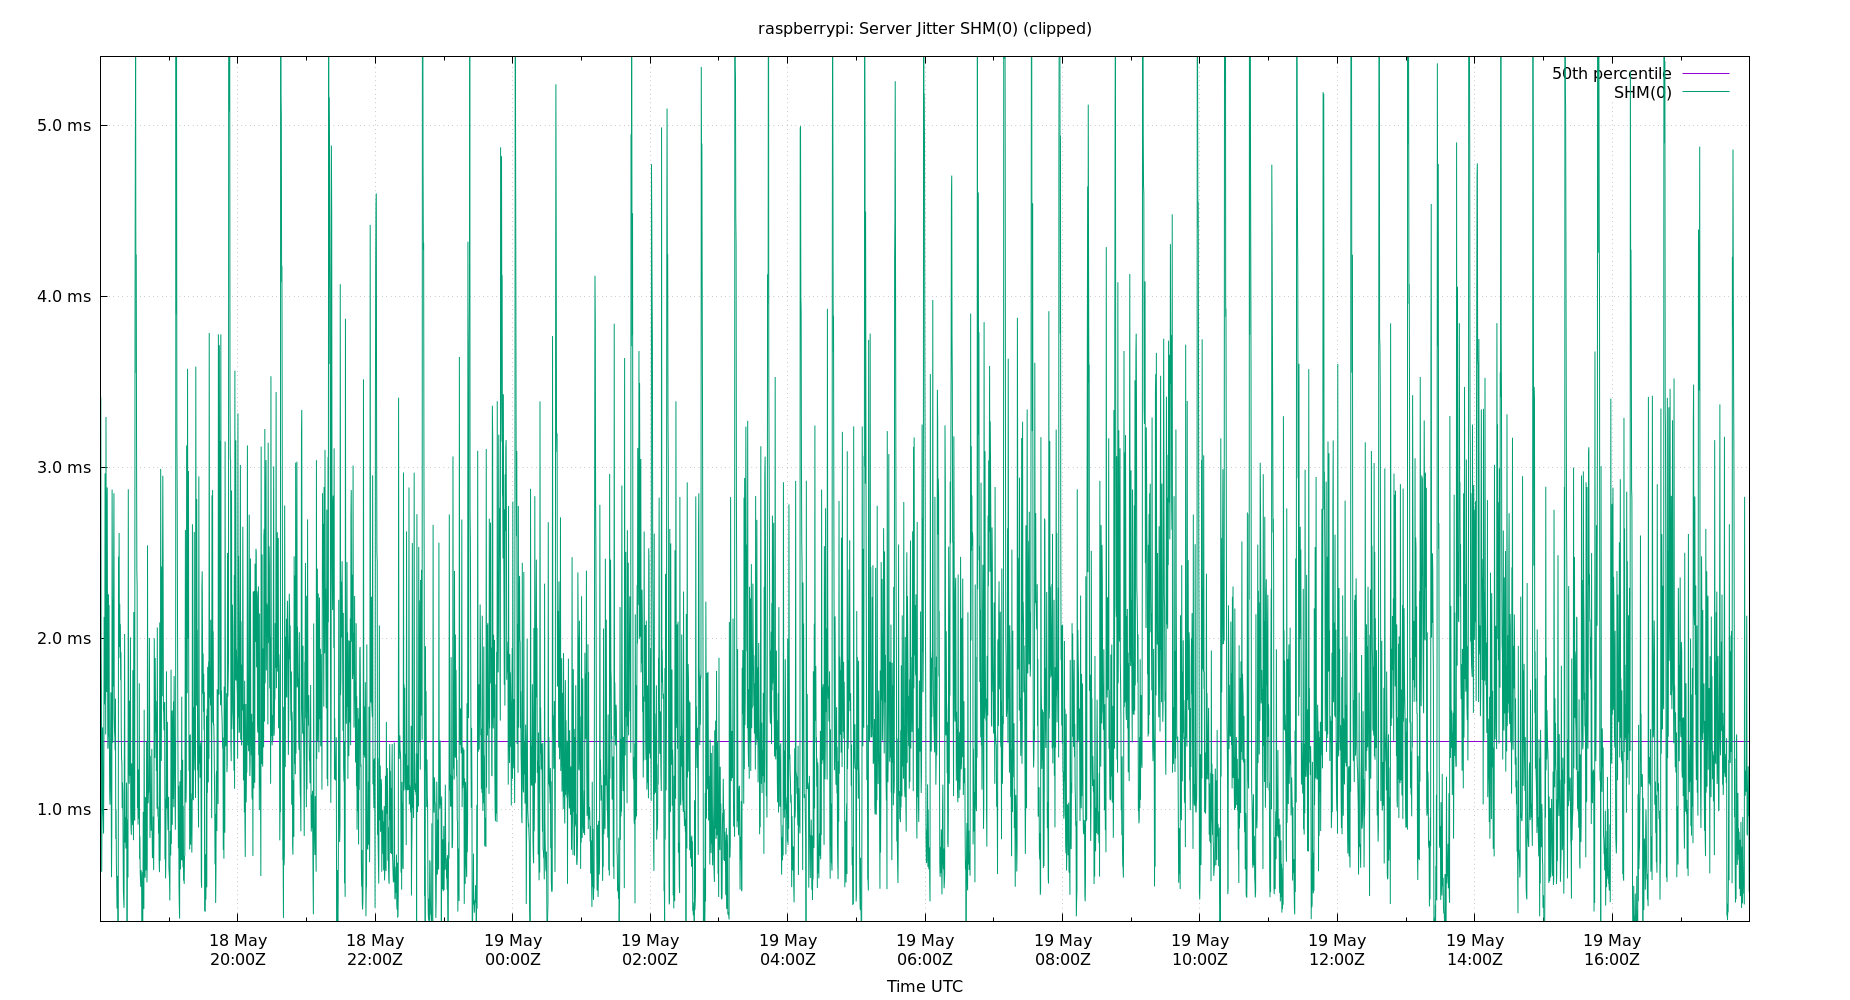 raspberrypi: Server Jitter SHM(0) (clipped)
50th percentile
SHM(0)
5.0 ms
4.0 ms
3.0 ms
2.0 ms
1.0 ms
18 May 18 May 19 May 19 May 19 May 19 May 19 May 19 May 19 May 19 May 19 May
20:00Z 22:00Z 00:00Z 02:00Z 04:00Z 06:00Z 08:00Z 10:00Z 12:00Z 14:00Z 16:00Z
Time UTC